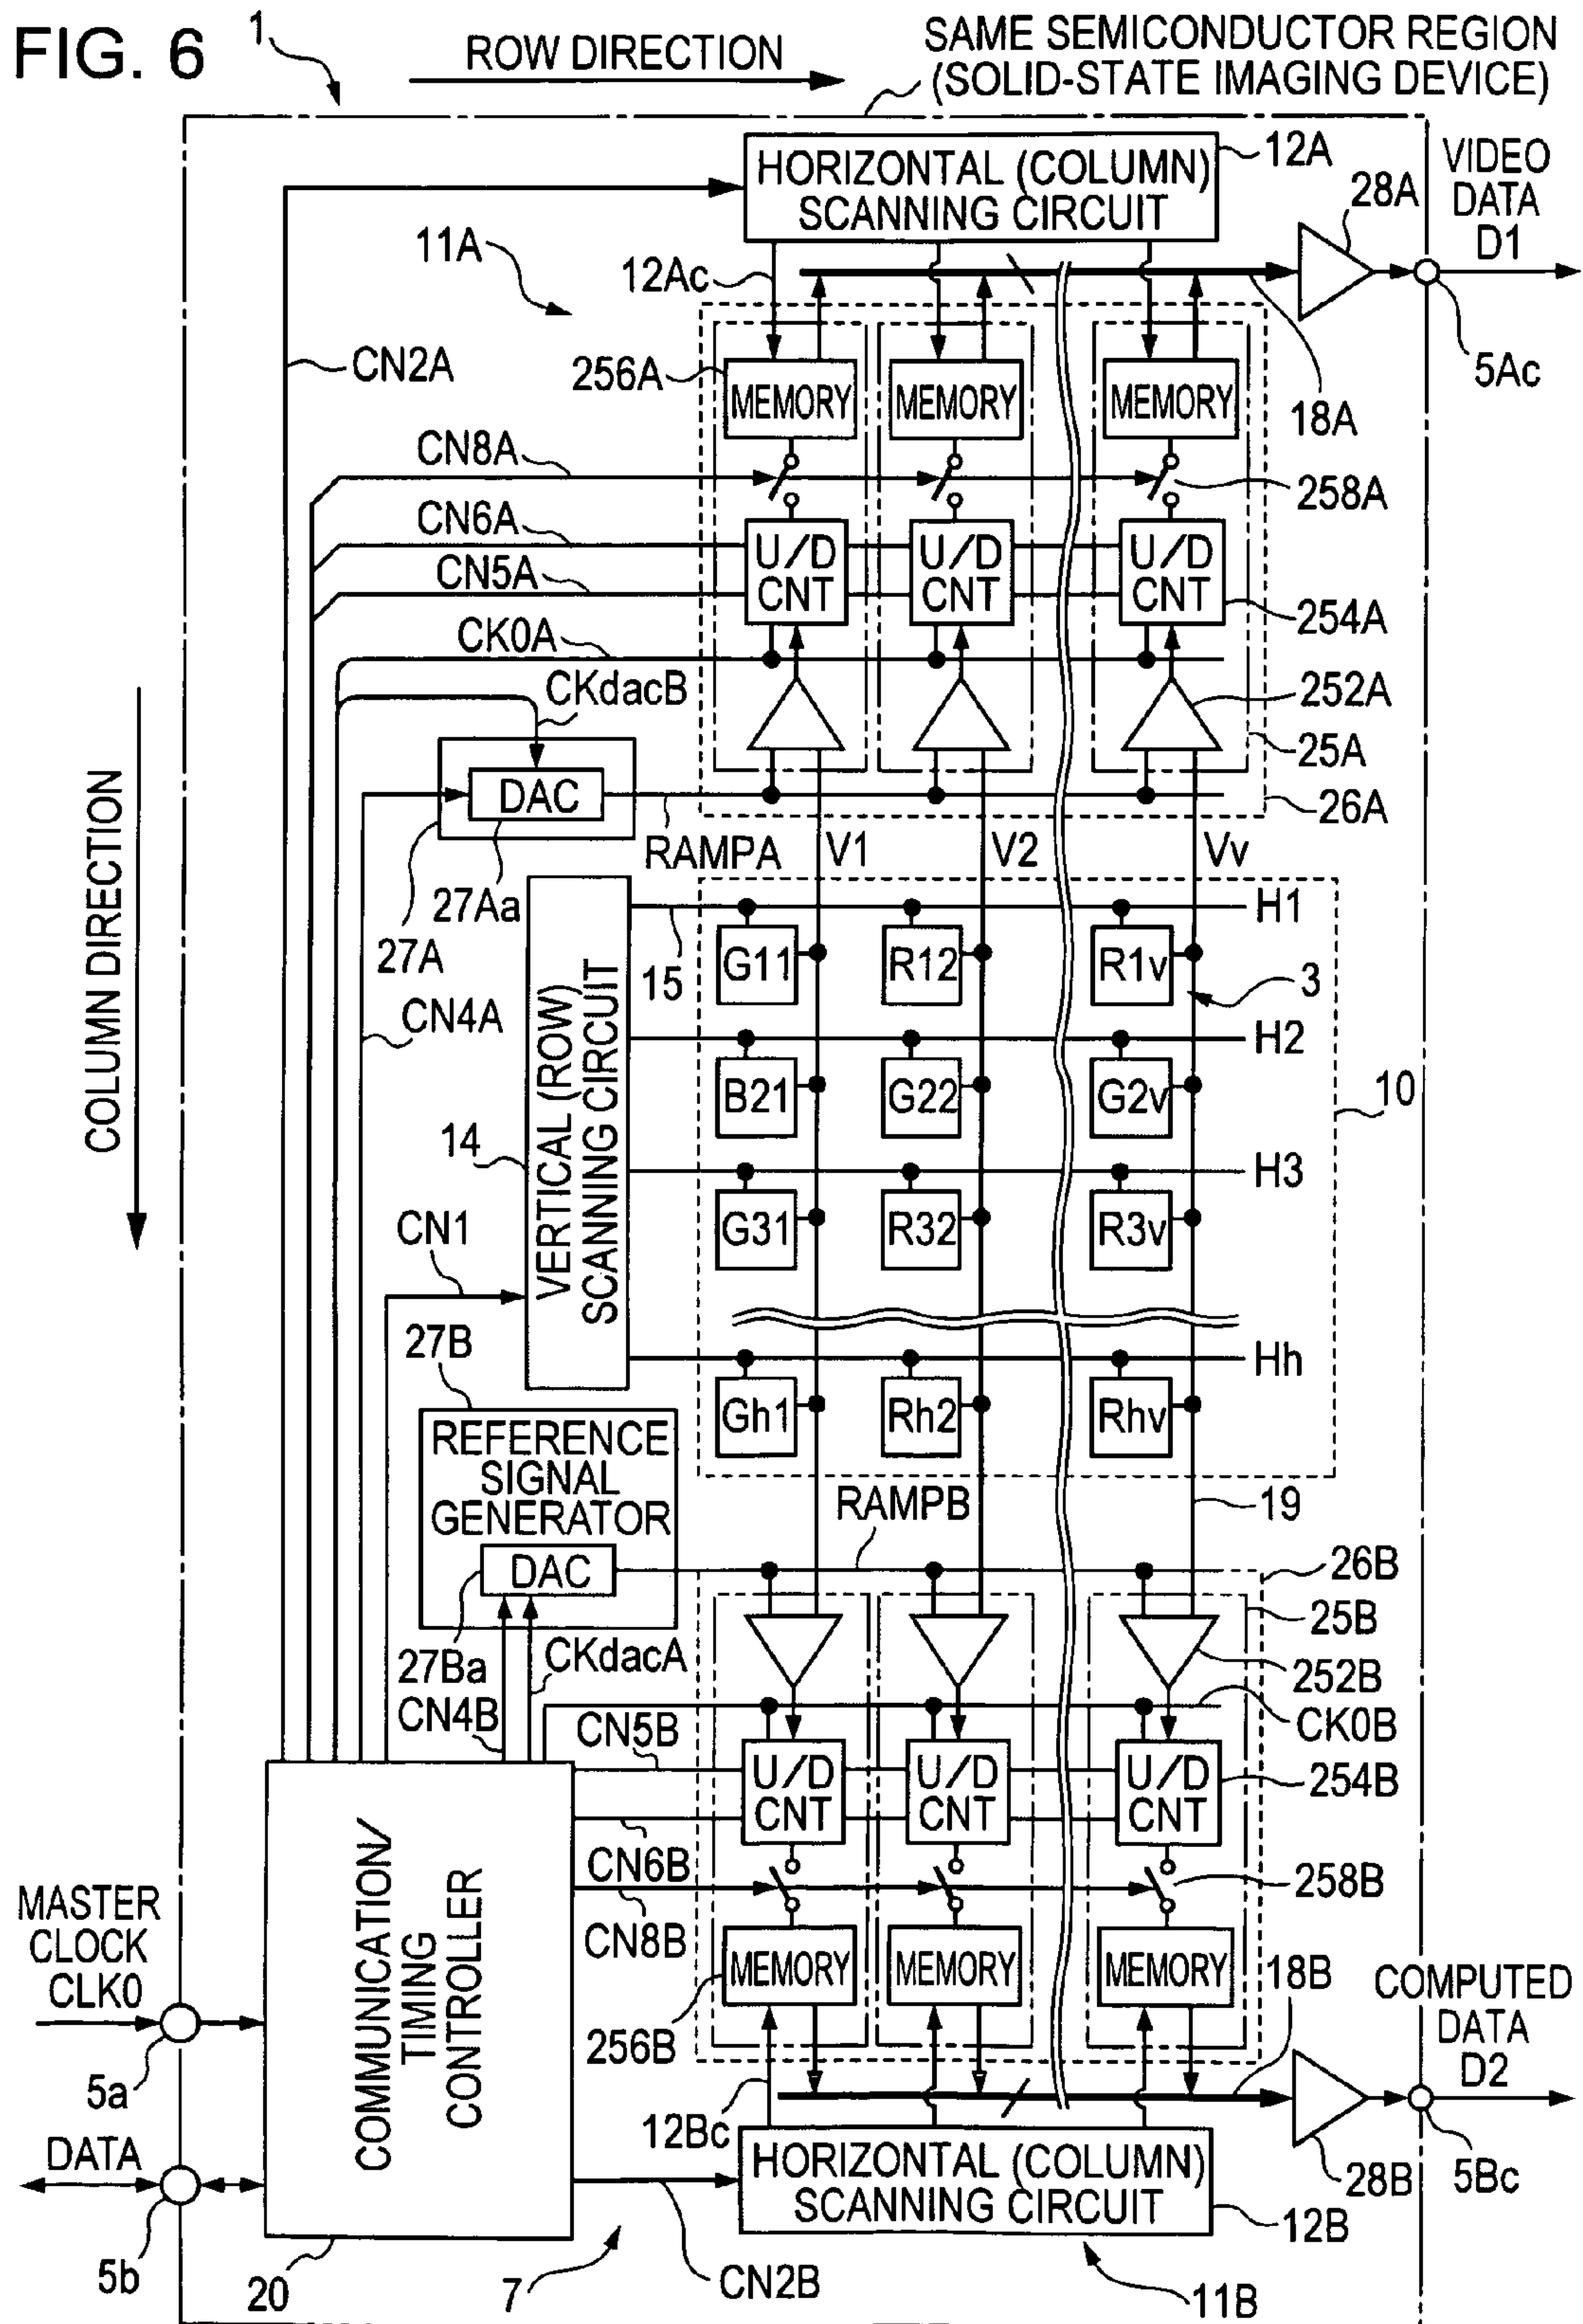 FIG. 6
1
ROW DIRECTION
SAME SEMICONDUCTOR REGION
(SOLID-STATE IMAGING DEVICE)
HORIZONTAL (COLUMN)
SCANNING CIRCUIT
12A
VIDEO
DATA
D1
28A
11A
12Ac
CN2A
256A
MEMORY
MEMORY
MEMORY
18A
5Ac
CN8A
258A
CN6A
U/D
CNT
U/D
CNT
U/D
CNT
CN5A
254A
CK0A
CKdacB
252A
25A
DAC
26A
RAMPA
V1
V2
Vv
COLUMN DIRECTION
27Aa
27A
15
H1
G11
R12
R1v
3
CN4A
VERTICAL (ROW)
SCANNING CIRCUIT
H2
B21
G22
G2v
10
14
H3
G31
R32
R3v
CN1
27B
Hh
Gh1
Rh2
Rhv
REFERENCE
SIGNAL
GENERATOR
RAMPB
19
DAC
26B
25B
27Ba
CKdacA
252B
CN4B
CN5B
CK0B
U/D
CNT
U/D
CNT
U/D
CNT
254B
CN6B
258B
CN8B
MASTER
CLOCK
CLK0
COMMUNICATION/
TIMING
CONTROLLER
MEMORY
MEMORY
MEMORY
18B
COMPUTED
DATA
D2
256B
5a
12Bc
DATA
HORIZONTAL (COLUMN)
SCANNING CIRCUIT
28B
5Bc
12B
5b
20
7
CN2B
11B